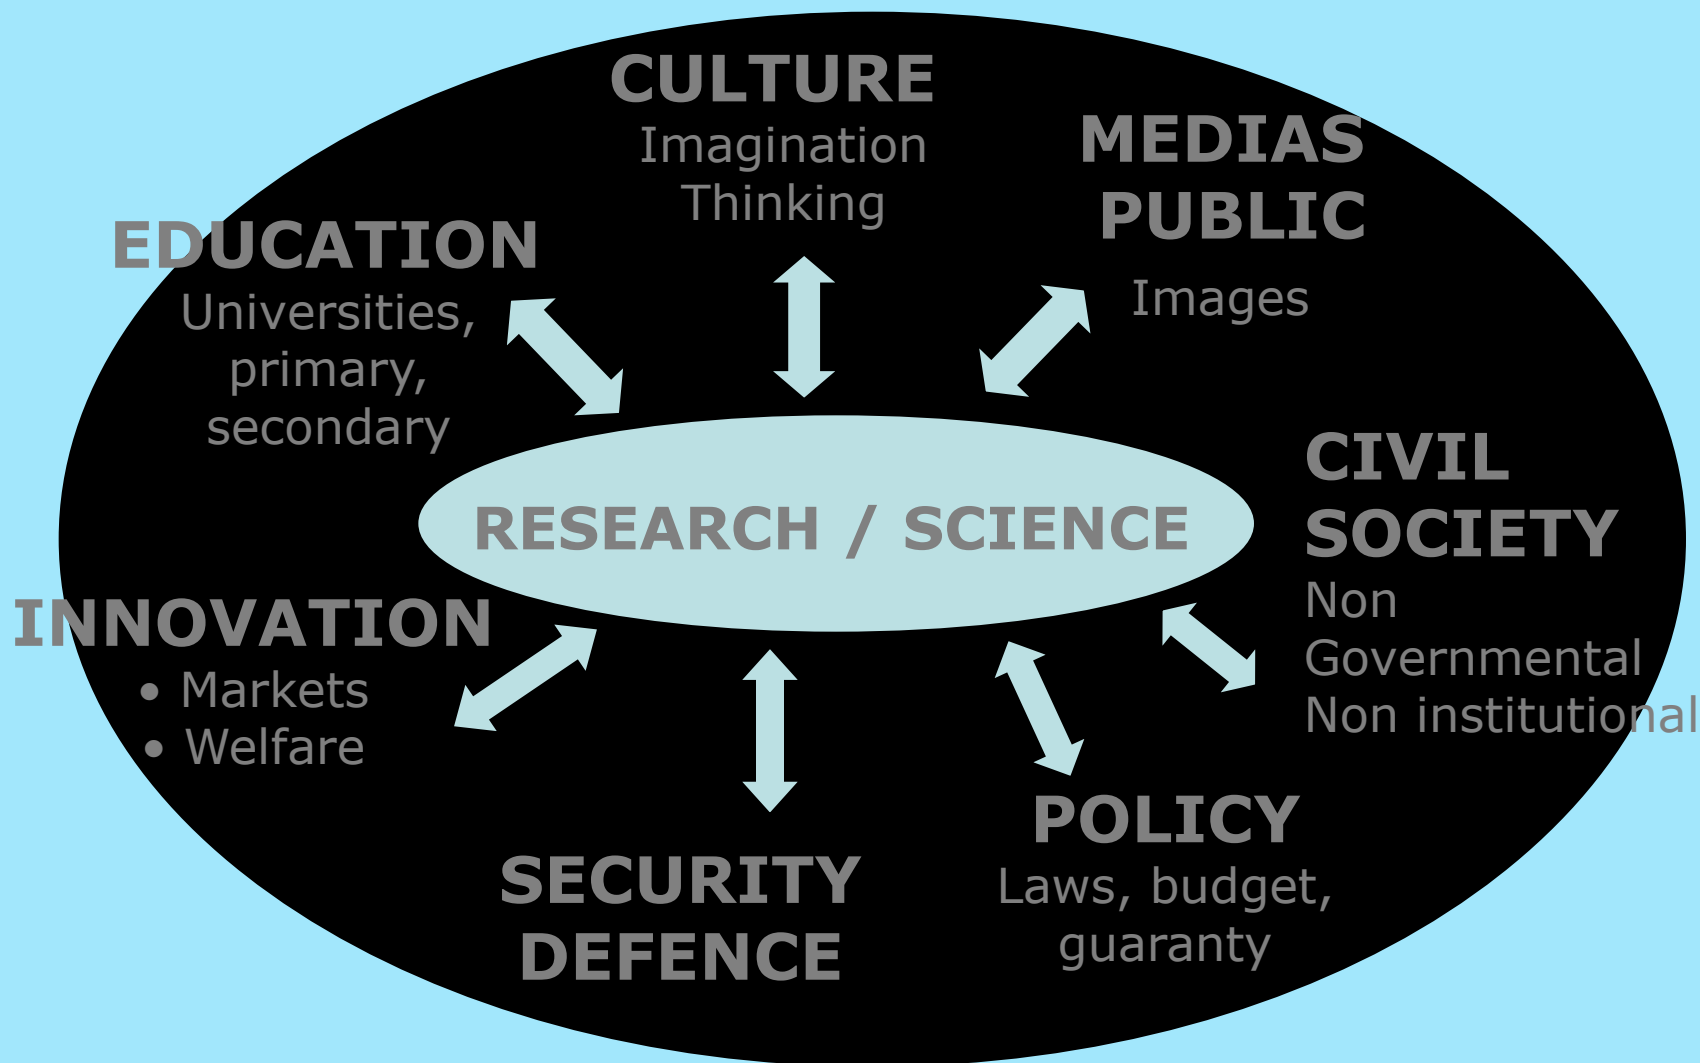 CULTURE
Imagination
Thinking
MEDIAS
PUBLIC
Images
EDUCATION
Universities,
primary,
secondary
RESEARCH / SCIENCE
CIVIL
SOCIETY
Non
Governmental
Non institutional
INNOVATION
• Markets
• Welfare
SECURITY
DEFENCE
POLICY
Laws, budget,
guaranty